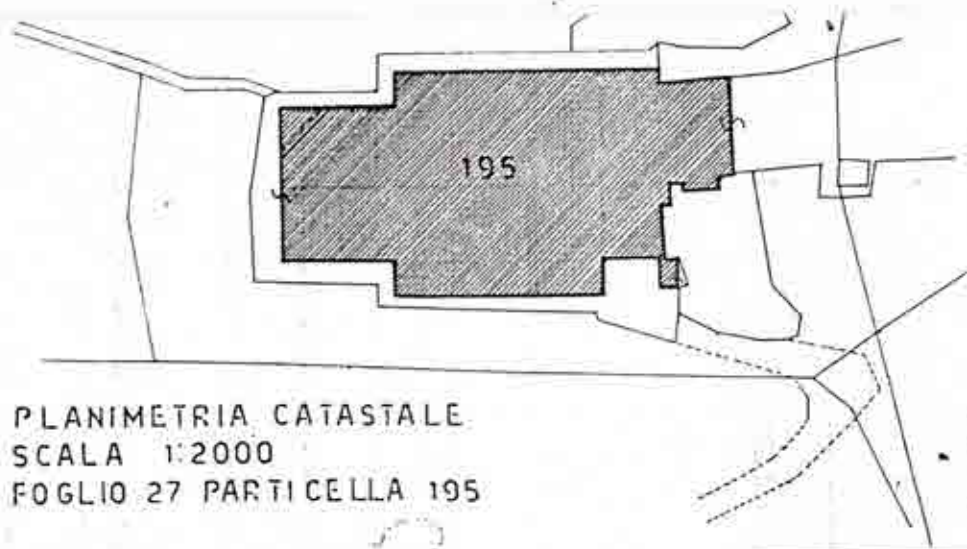 195
PLANIMETRIA CATASTALE
SCALA 1:2000
FOGLIO 27 PARTICELLA 195